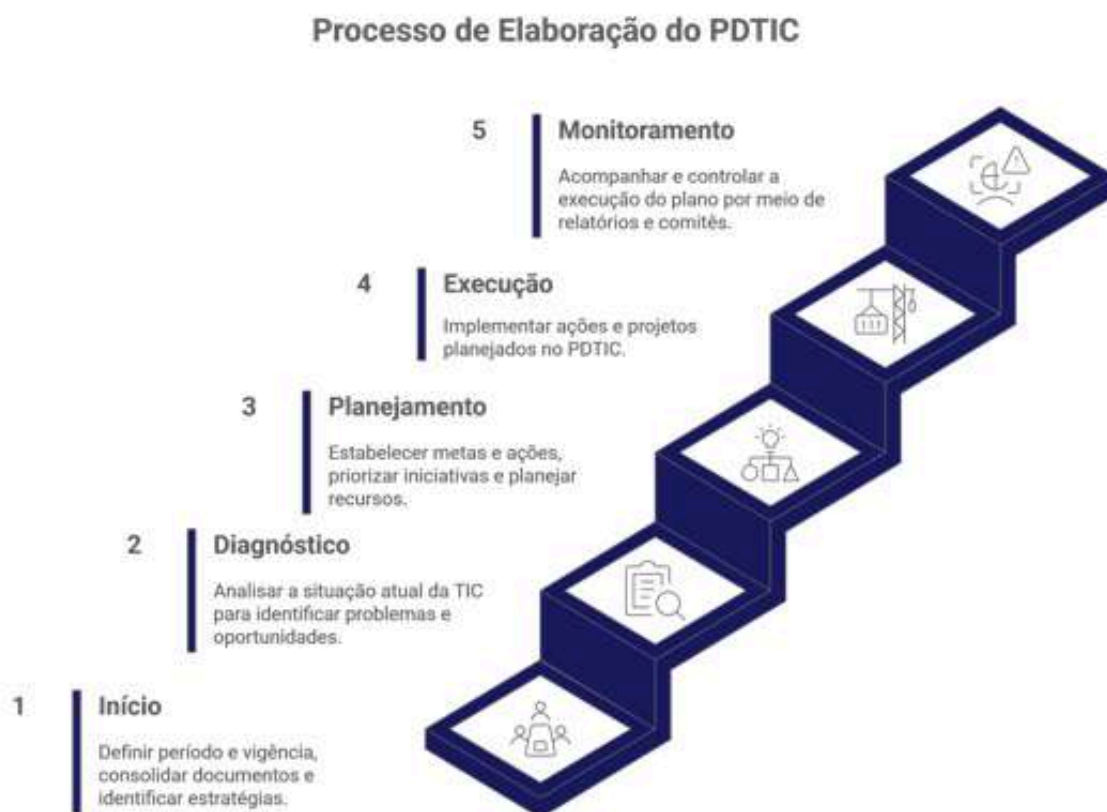 Processo de Elaboração do PDTIC
5
Monitoramento
Acompanhar e controlar a
execução do plano por meio de
relatórios e comitês.
4
Execução
Implementar ações e projetos
planejados no PDTIC.
3
Planejamento
Estabelecer metas e ações,
priorizar iniciativas e planejar
recursos.
2
Diagnóstico
Analisar a situação atual da TIC
para identificar problemas e
oportunidades.
1
Início
Definir período e vigência,
consolidar documentos e
identificar estratégias.